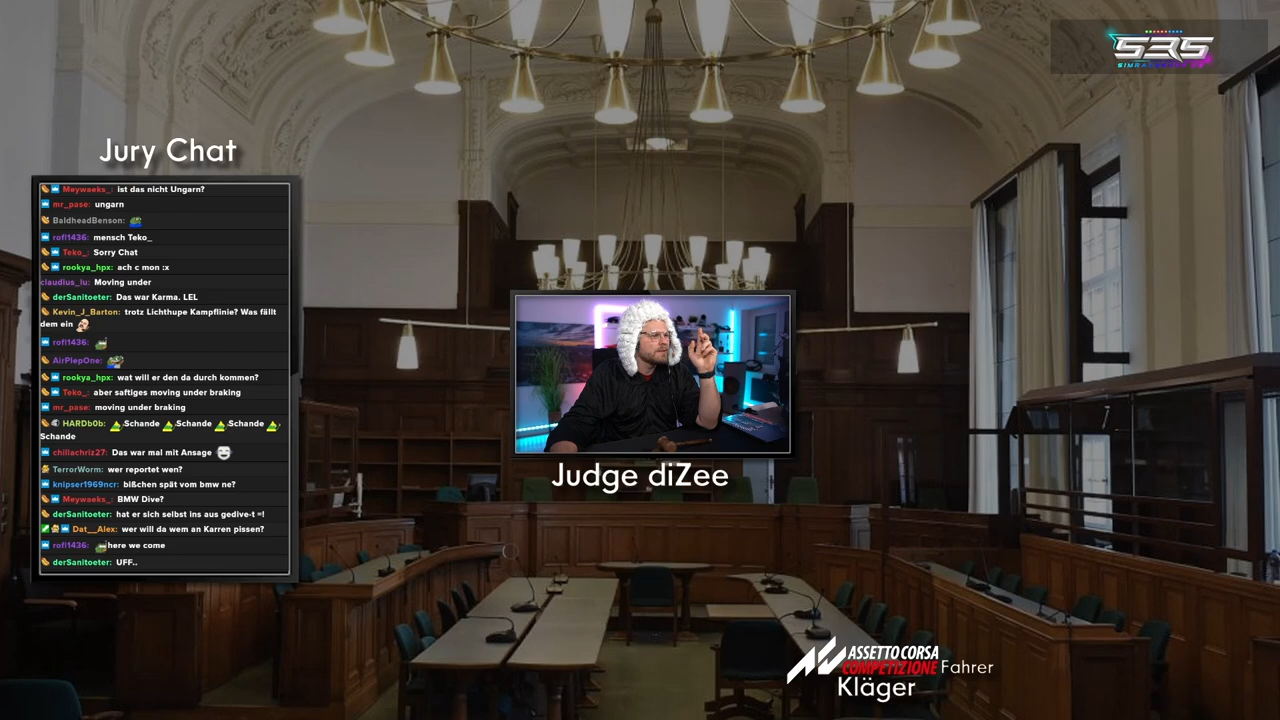 S3S
Jury Chat
Meywaeks_: ist das nicht Ungarn?
mr_pase: ungarn
BaldheadBenson:
rofl1436: mensch Teko_
Teko_: Sorry Chat
rookya_hpx: ach c mon :x
claudius_lu: Moving under
derSanitoeter: Das war Karma. LEL
Kevin_J_Barton: trotz Lichthupe Kampflinie? Was fällt
dem ein
rofl1436:
AirPlepOne:
rookya_hpx: wat will er den da durch kommen?
Teko_: aber saftiges moving under braking
mr_pase: moving under braking
HARDb0b: Schande Schande Schande
Schande
chillachriz27: Das war mal mit Ansage
TerrorWorm: wer reportet wen?
knipser1969ncr: bißchen spät vom bmw ne?
Meywaeks_: BMW Dive?
derSanitoeter: hat er sich selbst ins aus gedive-t =!
Dat__Alex: wer will da wem an Karren pissen?
rofl1436: here we come
derSanitoeter: UFF..
Judge diZee
ASSETTO CORSA
COMPETIZIONE Fahrer
Kläger